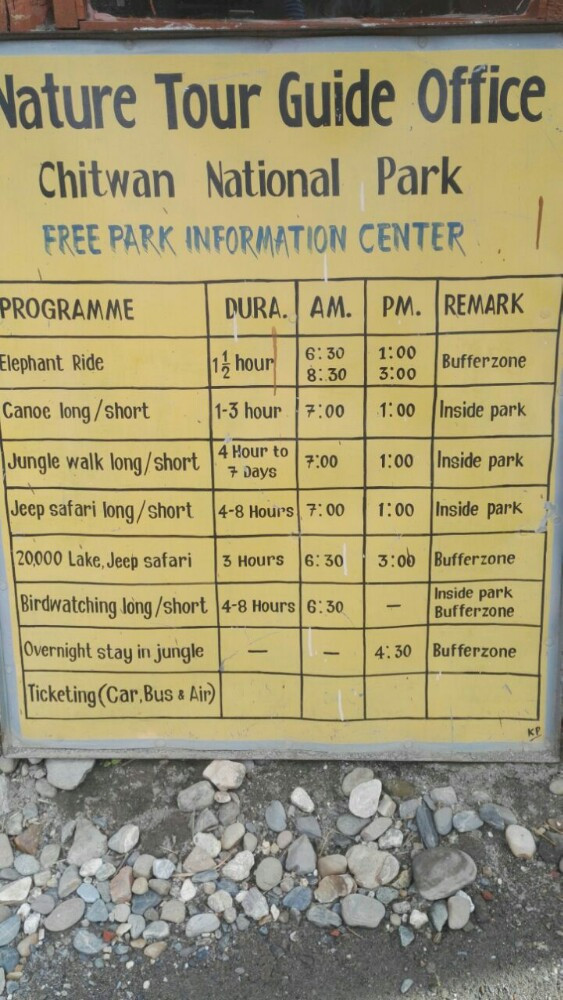 Nature Tour Guide Office
Chitwan National Park
FREE PARK INFORMATION CENTER
PROGRAMME DURA. AM. PM. REMARK
Elephant Ride 1 1/2 hour 6:30 8:30 1:00 3:00 Bufferzone
Canoe long/short 1-3 hour 7:00 1:00 Inside park
Jungle walk long/short 4 Hour to 7 Days 7:00 1:00 Inside park
Jeep safari long/short 4-8 Hours 7:00 1:00 Inside park
20,000 Lake, Jeep safari 3 Hours 6:30 3:00 Bufferzone
Birdwatching long/short 4-8 Hours 6:30 — Inside park Bufferzone
Overnight stay in jungle — — 4:30 Bufferzone
Ticketing (Car, Bus & Air)
KP.